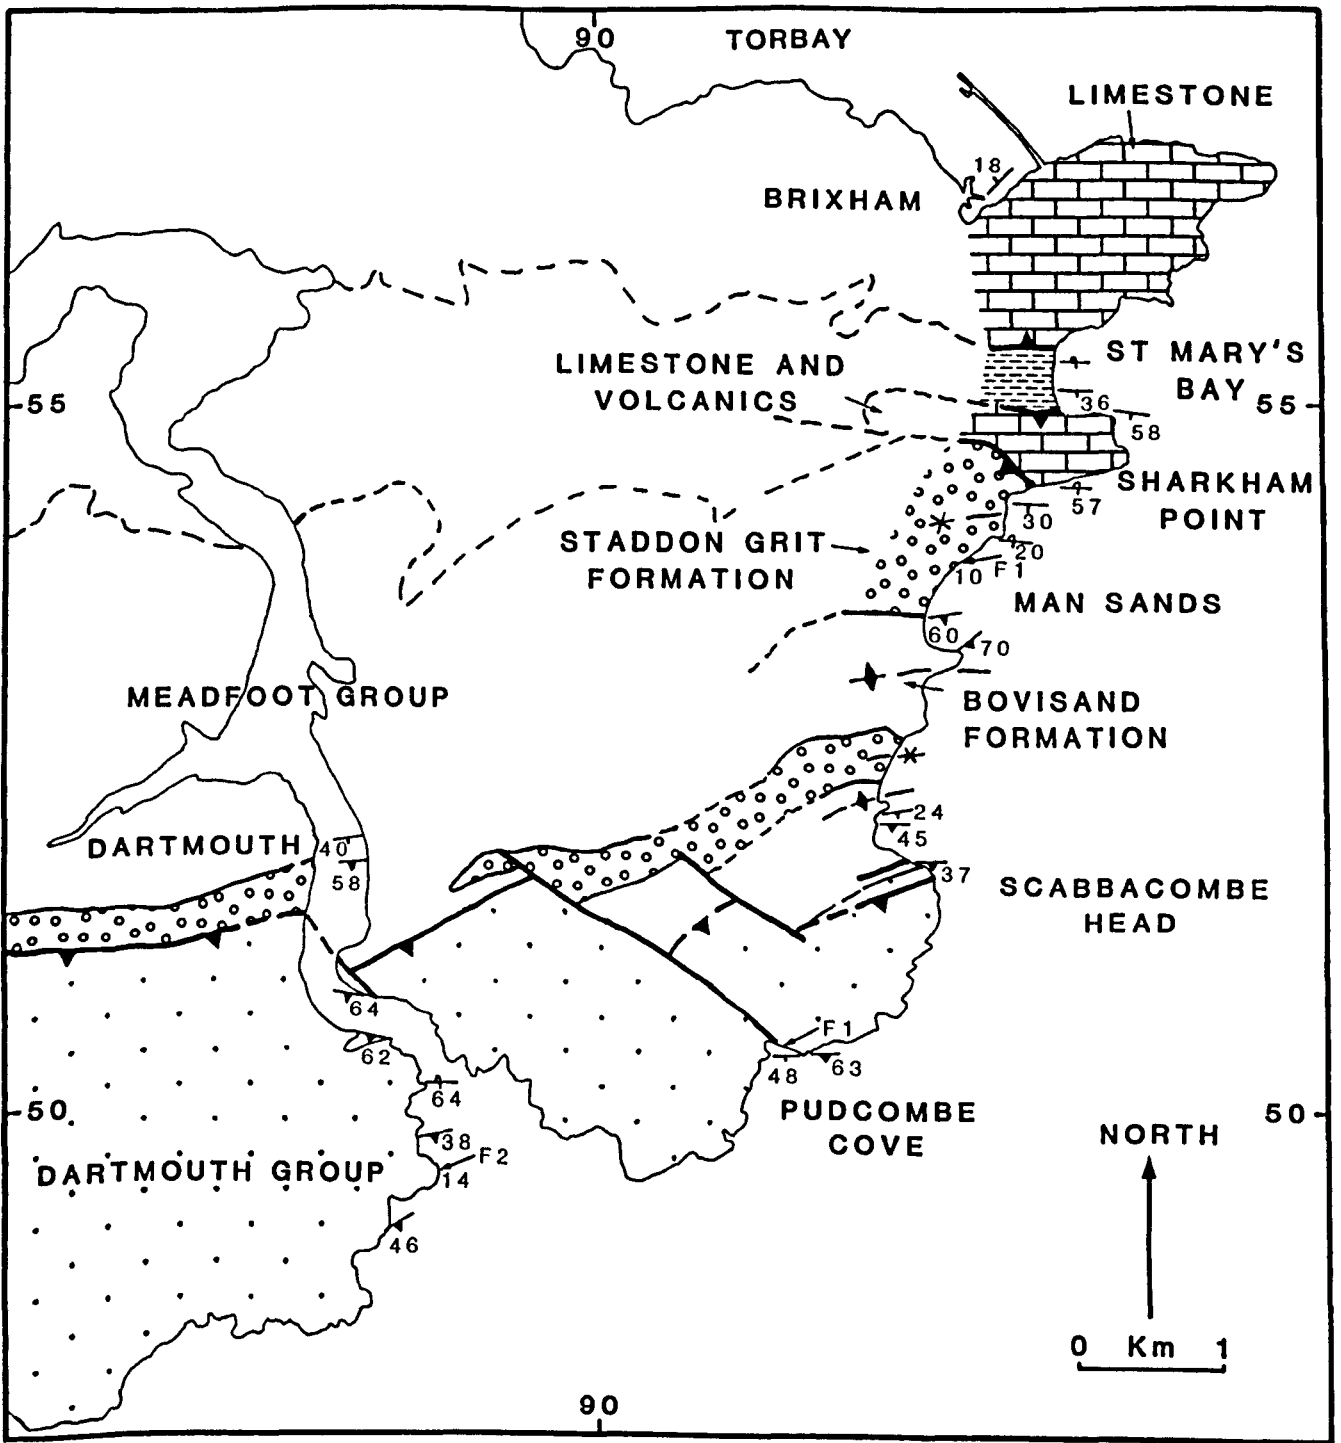 90
TORBAY
LIMESTONE
18
BRIXHAM
LIMESTONE AND
VOLCANICS
ST MARY'S
BAY
55
55
36
58
SHARKHAM
POINT
57
30
STADDON GRIT
FORMATION
20
10
F1
MAN SANDS
60
70
MEADFOOT GROUP
BOVISAND
FORMATION
24
45
DARTMOUTH
40
58
37
SCABBACOMBE
HEAD
64
62
F1
48
63
64
50
50
PUDCOMBE
COVE
38
F2
14
DARTMOUTH GROUP
46
NORTH
0 Km 1
90